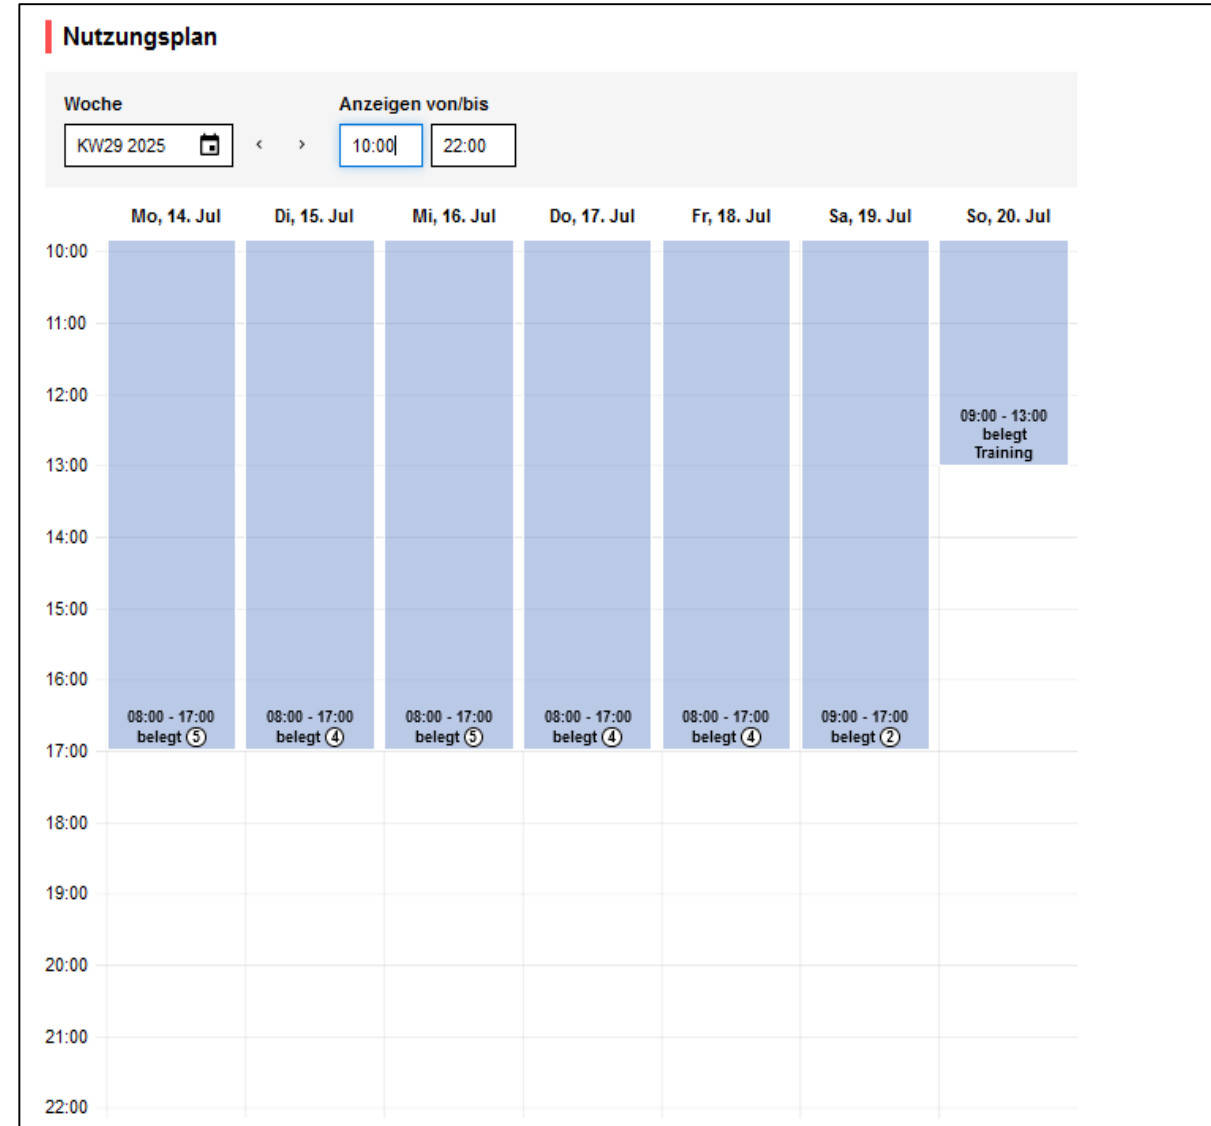 Nutzungsplan
Woche
Anzeigen von/bis
KW29 2025
<
>
10:00
22:00
Mo, 14. Jul
Di, 15. Jul
Mi, 16. Jul
Do, 17. Jul
Fr, 18. Jul
Sa, 19. Jul
So, 20. Jul
10:00
11:00
12:00
09:00 - 13:00
belegt
Training
13:00
14:00
15:00
16:00
08:00 - 17:00
belegt 5
08:00 - 17:00
belegt 4
08:00 - 17:00
belegt 5
08:00 - 17:00
belegt 4
08:00 - 17:00
belegt 4
09:00 - 17:00
belegt 2
17:00
18:00
19:00
20:00
21:00
22:00